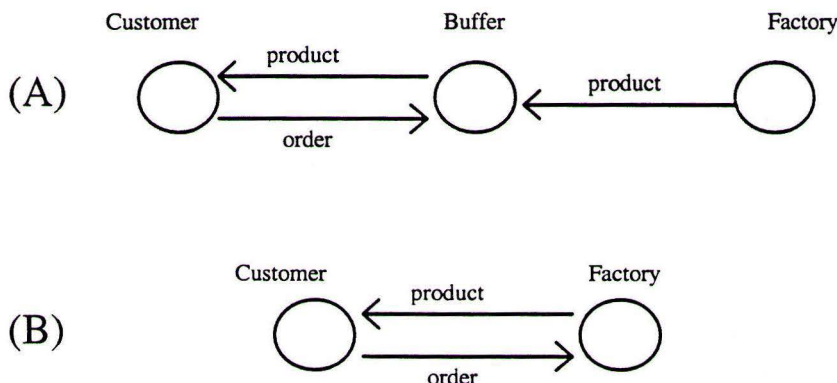 Customer Buffer Factory
product
(A) product
order
Customer Factory
product
(B)
order